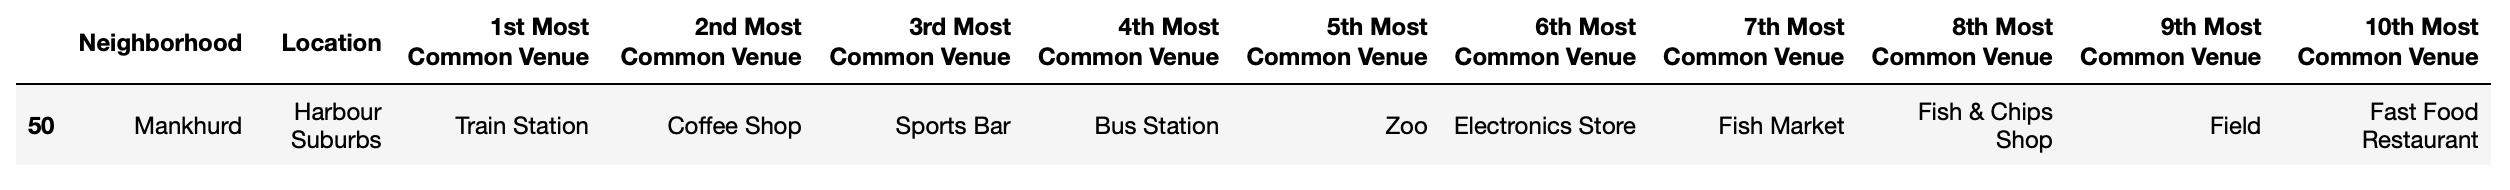 Neighborhood Location 1st Most Common Venue 2nd Most Common Venue 3rd Most Common Venue 4th Most Common Venue 5th Most Common Venue 6th Most Common Venue 7th Most Common Venue 8th Most Common Venue 9th Most Common Venue 10th Most Common Venue
50 Mankhurd Harbour Suburbs Train Station Coffee Shop Sports Bar Bus Station Zoo Electronics Store Fish Market Fish & Chips Shop Field Fast Food Restaurant